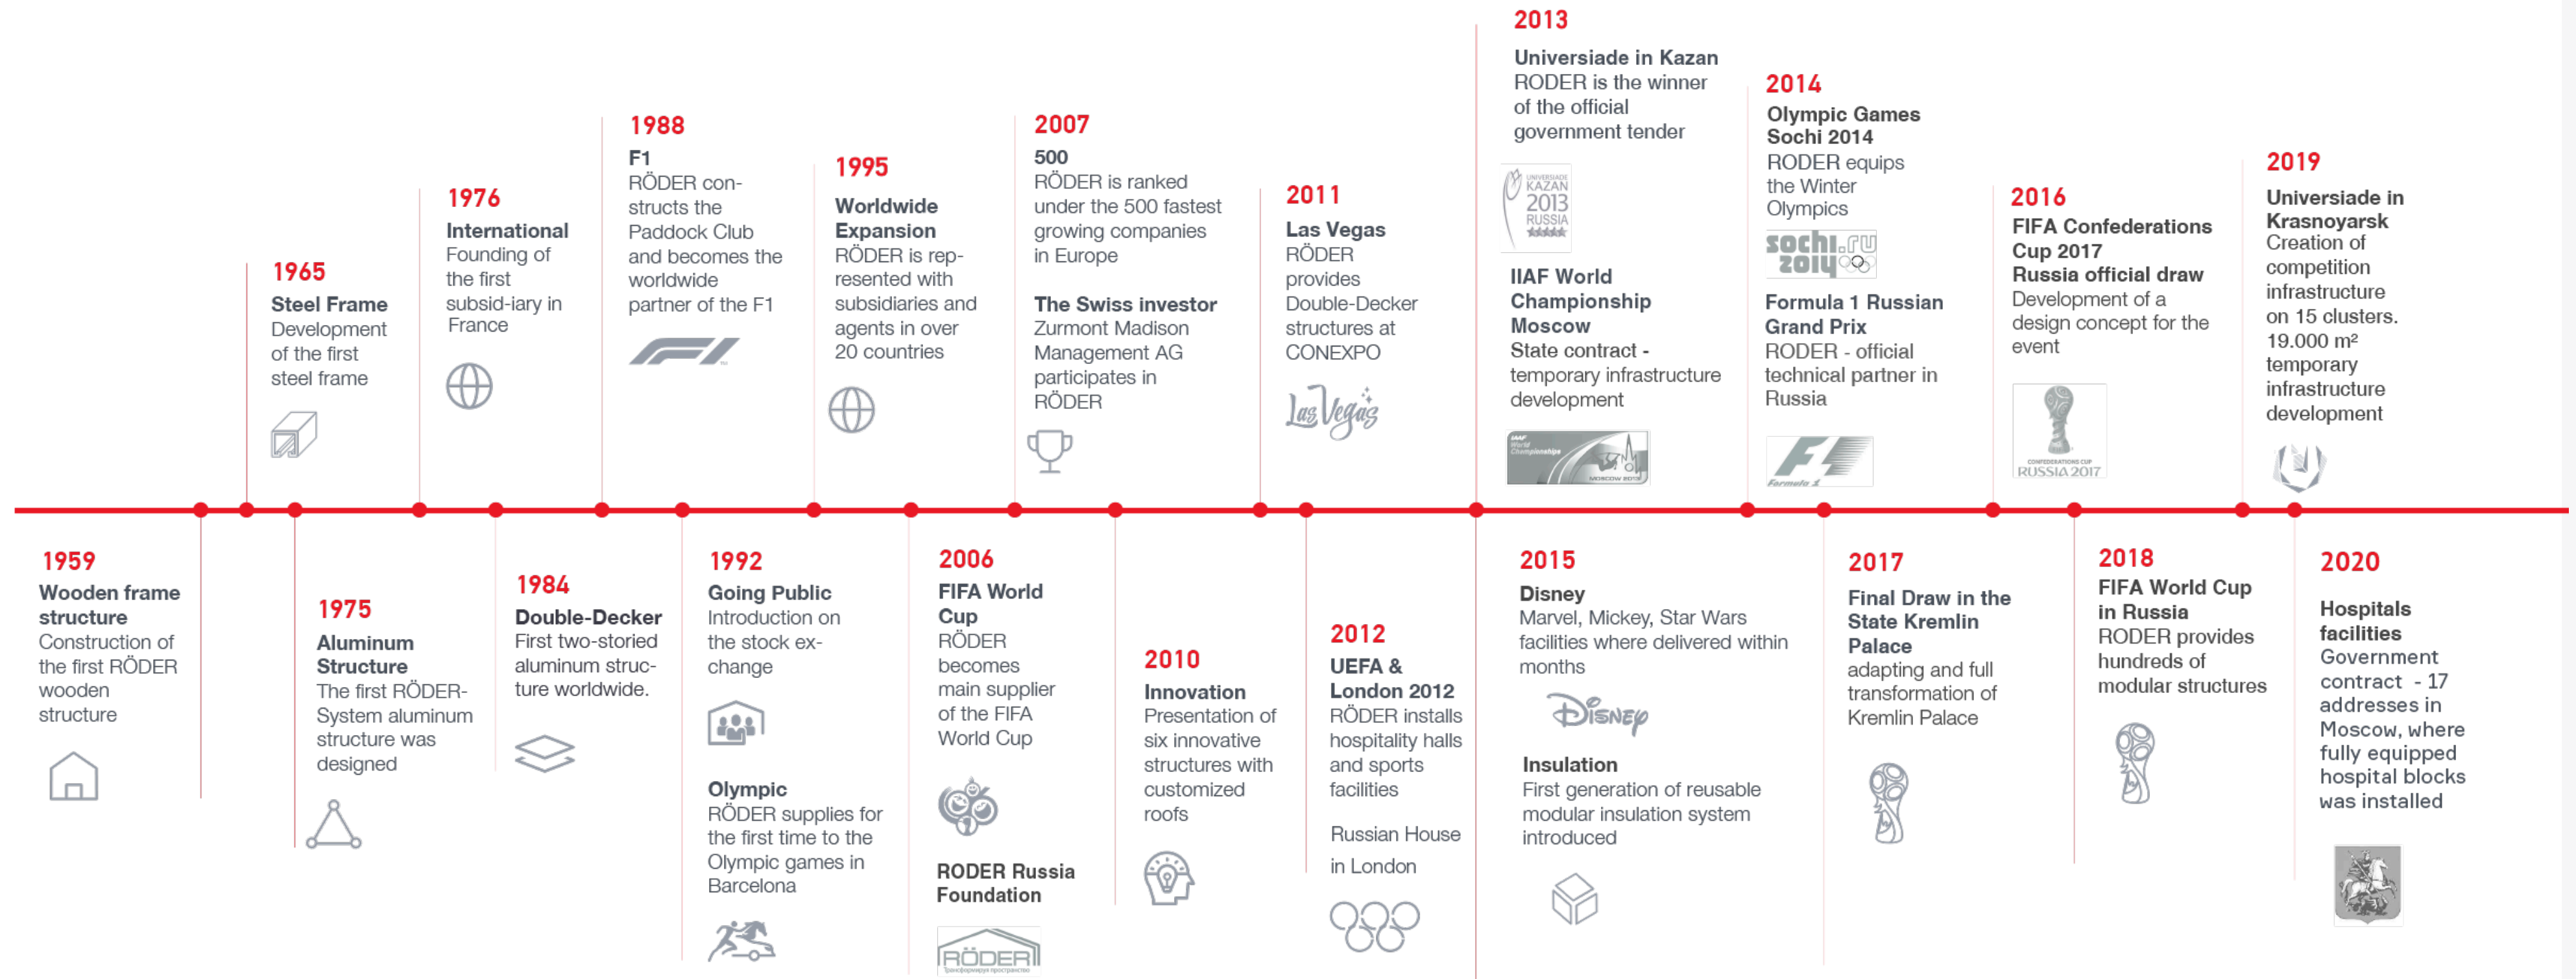 1959
Wooden frame
structure
Construction of
the first RÖDER
wooden
structure
1965
Steel Frame
Development
of the first
steel frame
1975
Aluminum
Structure
The first RÖDER-
System aluminum
structure was
designed
1976
International
Founding of
the first
subsid-iary in
France
1984
Double-Decker
First two-storied
aluminum struc-
ture worldwide.
1988
F1
RÖDER con-
structs the
Paddock Club
and becomes the
worldwide
partner of the F1
F1
1992
Going Public
Introduction on
the stock ex-
change
Olympic
RÖDER supplies for
the first time to the
Olympic games in
Barcelona
1995
Worldwide
Expansion
RÖDER is rep-
resented with
subsidiaries and
agents in over
20 countries
2006
FIFA World
Cup
RÖDER
becomes
main supplier
of the FIFA
World Cup
RODER Russia
Foundation
RÖDER
Трансформируя пространство
2007
500
RÖDER is ranked
under the 500 fastest
growing companies
in Europe
The Swiss investor
Zurmont Madison
Management AG
participates in
RÖDER
2010
Innovation
Presentation of
six innovative
structures with
customized
roofs
2011
Las Vegas
RÖDER
provides
Double-Decker
structures at
CONEXPO
Las Vegas
2012
UEFA &
London 2012
RÖDER installs
hospitality halls
and sports
facilities
Russian House
in London
2013
Universiade in Kazan
RODER is the winner
of the official
government tender
UNIVERSIADE
KAZAN
2013
RUSSIA
IIAF World
Championship
Moscow
State contract -
temporary infrastructure
development
IAAF
World
Championships
MOSCOW 2013
2014
Olympic Games
Sochi 2014
RODER equips
the Winter
Olympics
sochi.ru
2014
Formula 1 Russian
Grand Prix
RODER - official
technical partner in
Russia
F1
Formula 1
2015
Disney
Marvel, Mickey, Star Wars
facilities where delivered within
months
Disney
Insulation
First generation of reusable
modular insulation system
introduced
2016
FIFA Confederations
Cup 2017
Russia official draw
Development of a
design concept for the
event
CONFEDERATIONS CUP
RUSSIA 2017
2017
Final Draw in the
State Kremlin
Palace
adapting and full
transformation of
Kremlin Palace
2018
FIFA World Cup
in Russia
RODER provides
hundreds of
modular structures
2019
Universiade in
Krasnoyarsk
Creation of
competition
infrastructure
on 15 clusters.
19.000 m²
temporary
infrastructure
development
2020
Hospitals
facilities
Government
contract - 17
addresses in
Moscow, where
fully equipped
hospital blocks
was installed